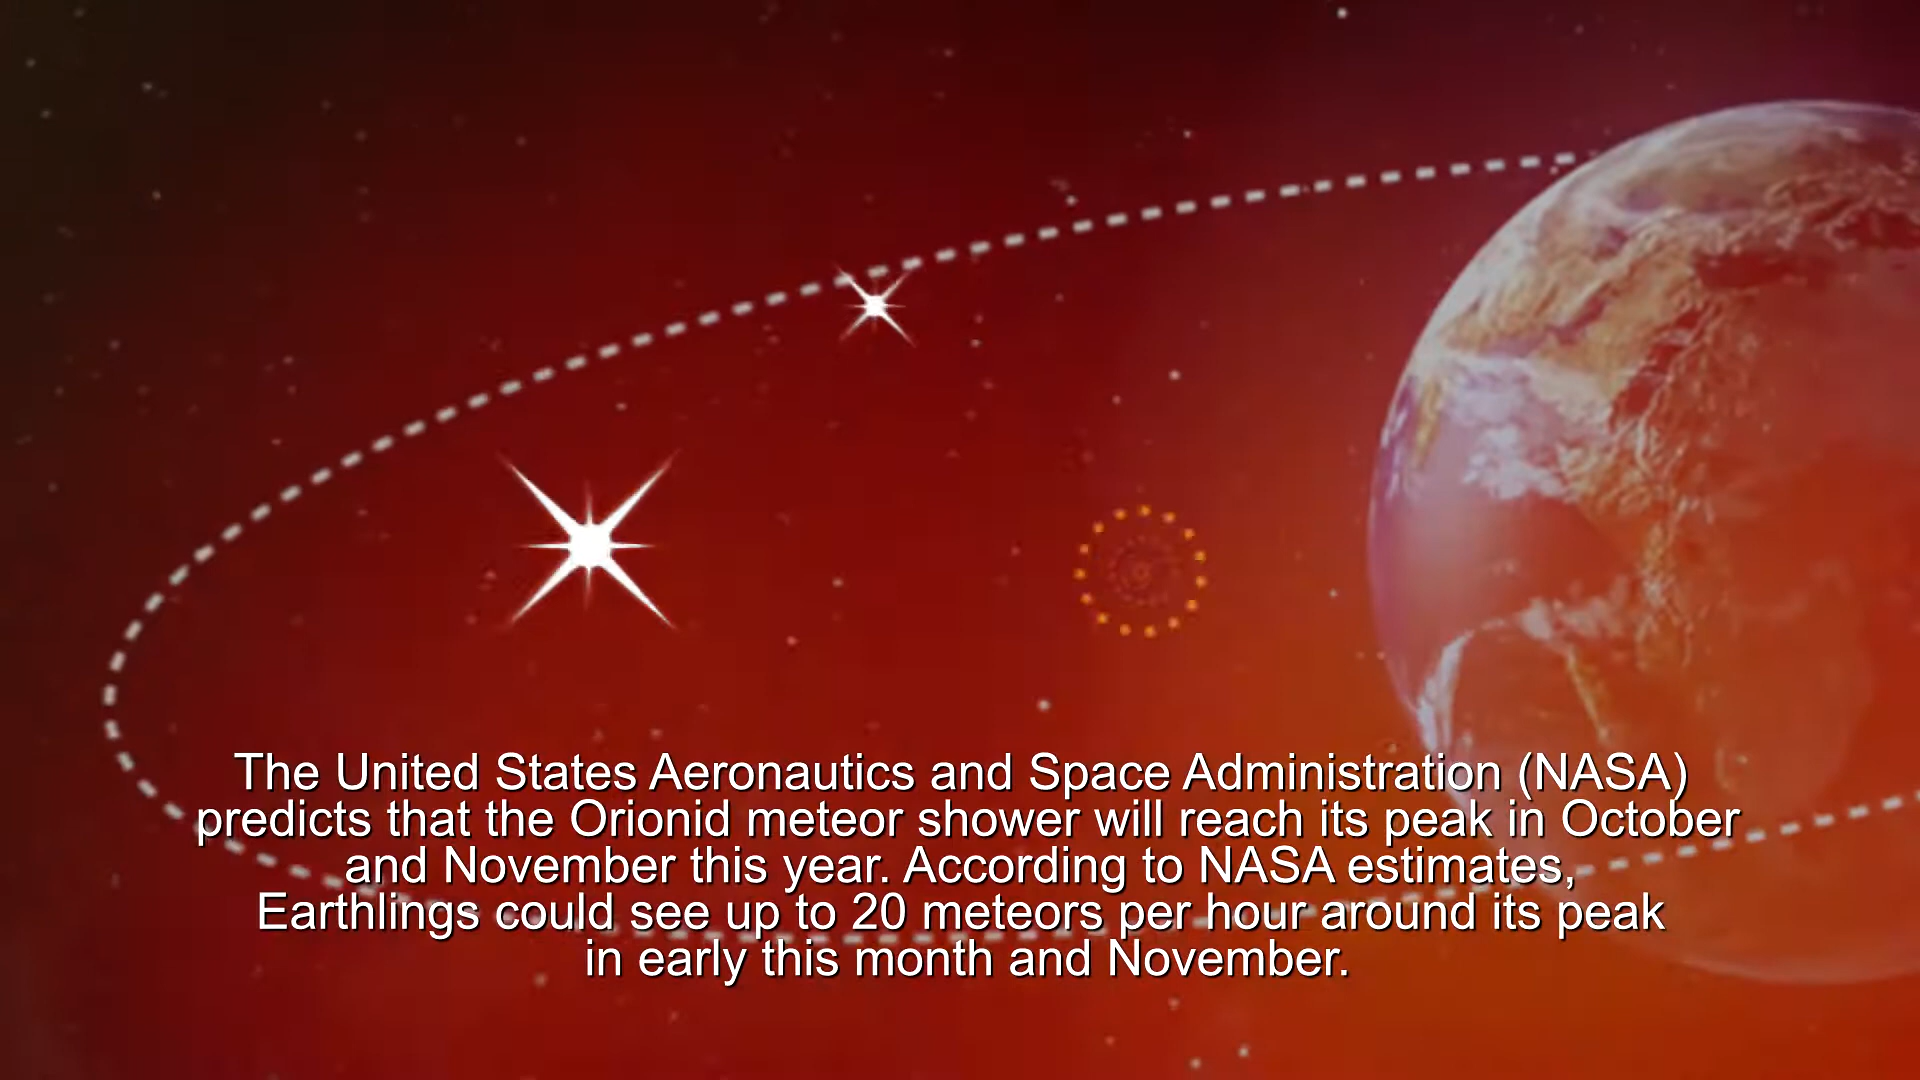 The United States Aeronautics and Space Administration (NASA)
predicts that the Orionid meteor shower will reach its peak in October
and November this year. According to NASA estimates,
Earthlings could see up to 20 meteors per hour around its peak
in early this month and November.